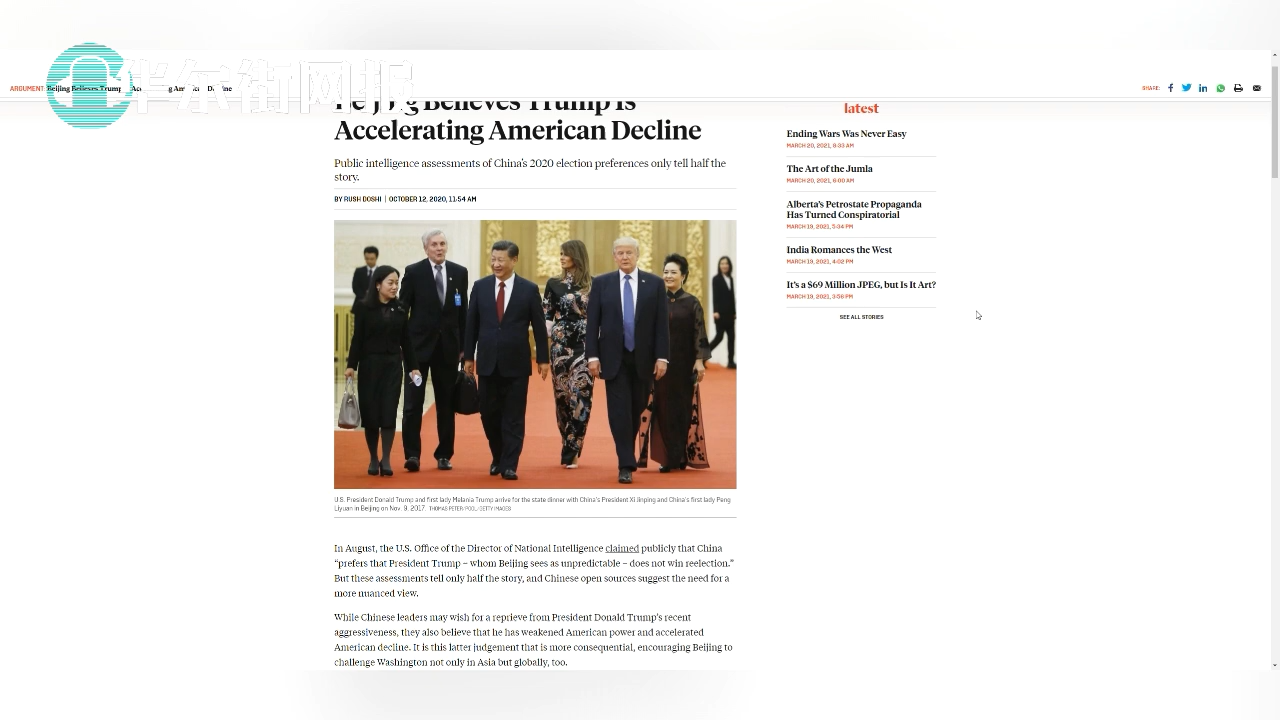 华尔街网报
ARGUMENT
SHARE:
Beijing Believes Trump Is
Accelerating American Decline
Public intelligence assessments of China's 2020 election preferences only tell half the
story.
BY RUSH DOSHI | OCTOBER 12, 2020, 11:54 AM
U.S. President Donald Trump and first lady Melania Trump arrive for the state dinner with China's President Xi Jinping and China's first lady Peng
Liyuan in Beijing on Nov. 9, 2017. THOMAS PETER-POOL/GETTY IMAGES
In August, the U.S. Office of the Director of National Intelligence claimed publicly that China
“prefers that President Trump – whom Beijing sees as unpredictable – does not win reelection.”
But these assessments tell only half the story, and Chinese open sources suggest the need for a
more nuanced view.
While Chinese leaders may wish for a reprieve from President Donald Trump's recent
aggressiveness, they also believe that he has weakened American power and accelerated
American decline. It is this latter judgement that is more consequential, encouraging Beijing to
challenge Washington not only in Asia but globally, too.
latest
Ending Wars Was Never Easy
MARCH 20, 2021, 9:33 AM
The Art of the Jumla
MARCH 20, 2021, 6:00 AM
Alberta's Petrostate Propaganda
Has Turned Conspiratorial
MARCH 19, 2021, 5:34 PM
India Romances the West
MARCH 19, 2021, 4:02 PM
It's a $69 Million JPEG, but Is It Art?
MARCH 19, 2021, 3:56 PM
SEE ALL STORIES